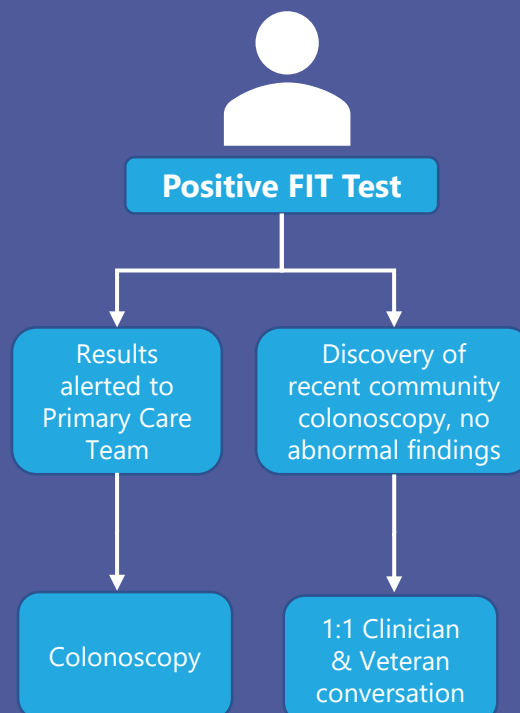 Positive FIT Test
Results
alerted to
Primary Care
Team
Discovery of
recent community
colonoscopy, no
abnormal findings
Colonoscopy
1:1 Clinician
& Veteran
conversation